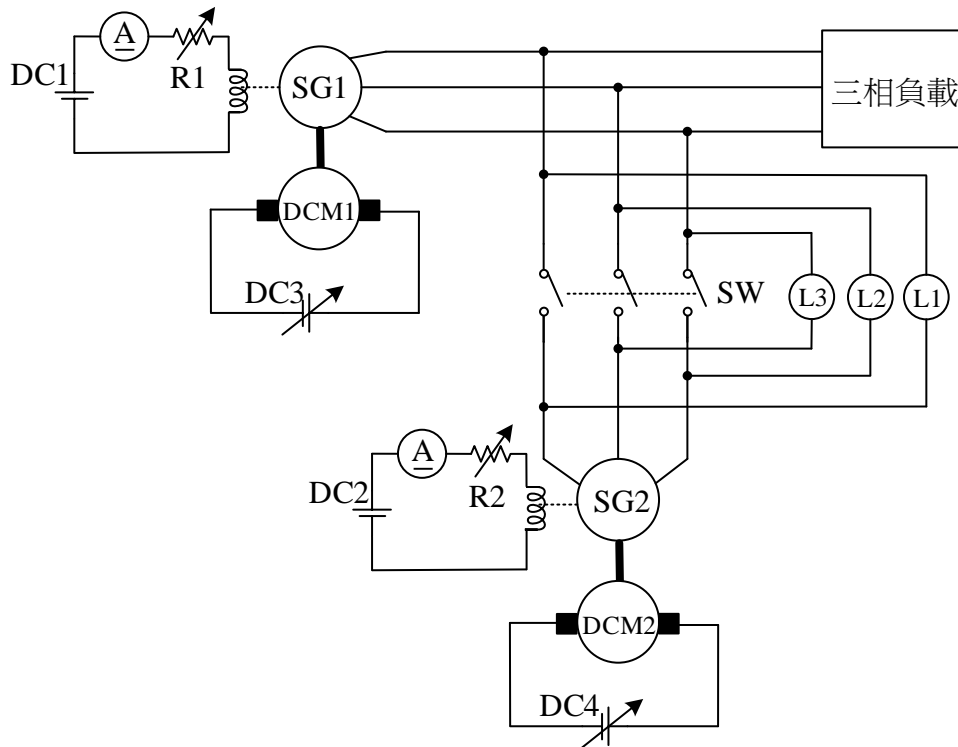 A
DC1
R1
SG1
三相負載
DCM1
DC3
SW
L3
L2
L1
A
DC2
R2
SG2
DCM2
DC4